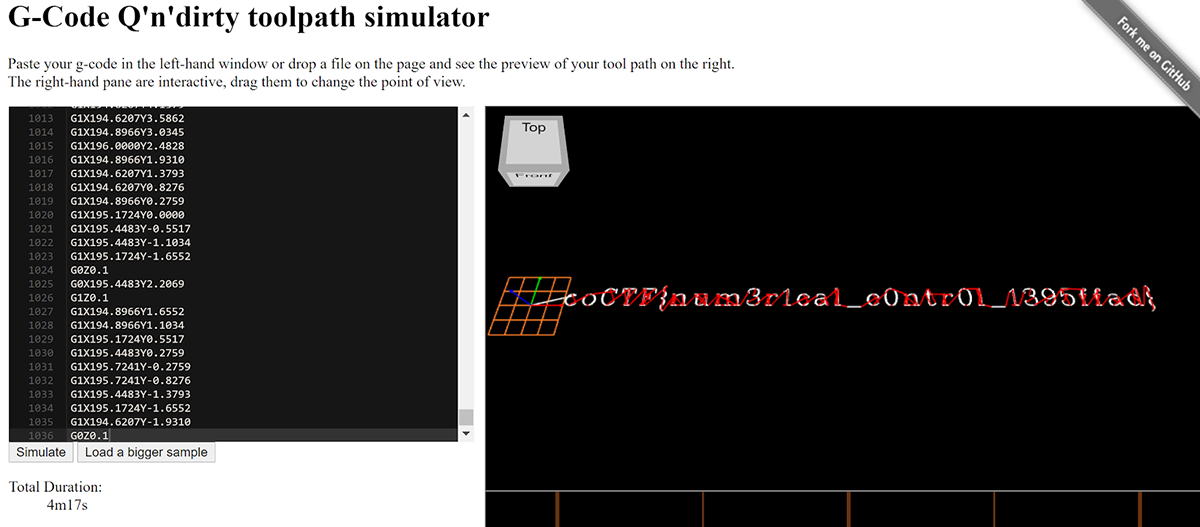 G-Code Q'n'dirty toolpath simulator
Fork me on GitHub
Paste your g-code in the left-hand window or drop a file on the page and see the preview of your tool path on the right.
The right-hand pane are interactive, drag them to change the point of view.
1013 G1X194.6207Y3.5862
1014 G1X194.8966Y3.0345
1015 G1X196.0000Y2.4828
1016 G1X194.8966Y1.9310
1017 G1X194.6207Y1.3793
1018 G1X194.6207Y0.8276
1019 G1X194.8966Y0.2759
1020 G1X195.1724Y0.0000
1021 G1X195.4483Y-0.5517
1022 G1X195.4483Y-1.1034
1023 G1X195.1724Y-1.6552
1024 G0Z0.1
1025 G0X195.4483Y2.2069
1026 G1Z0.1
1027 G1X194.8966Y1.6552
1028 G1X194.8966Y1.1034
1029 G1X195.1724Y0.5517
1030 G1X195.4483Y0.2759
1031 G1X195.7241Y-0.2759
1032 G1X195.7241Y-0.8276
1033 G1X195.4483Y-1.3793
1034 G1X195.1724Y-1.6552
1035 G1X194.6207Y-1.9310
1036 G0Z0.1
Top
Front
Simulate
Load a bigger sample
Total Duration:
4m17s